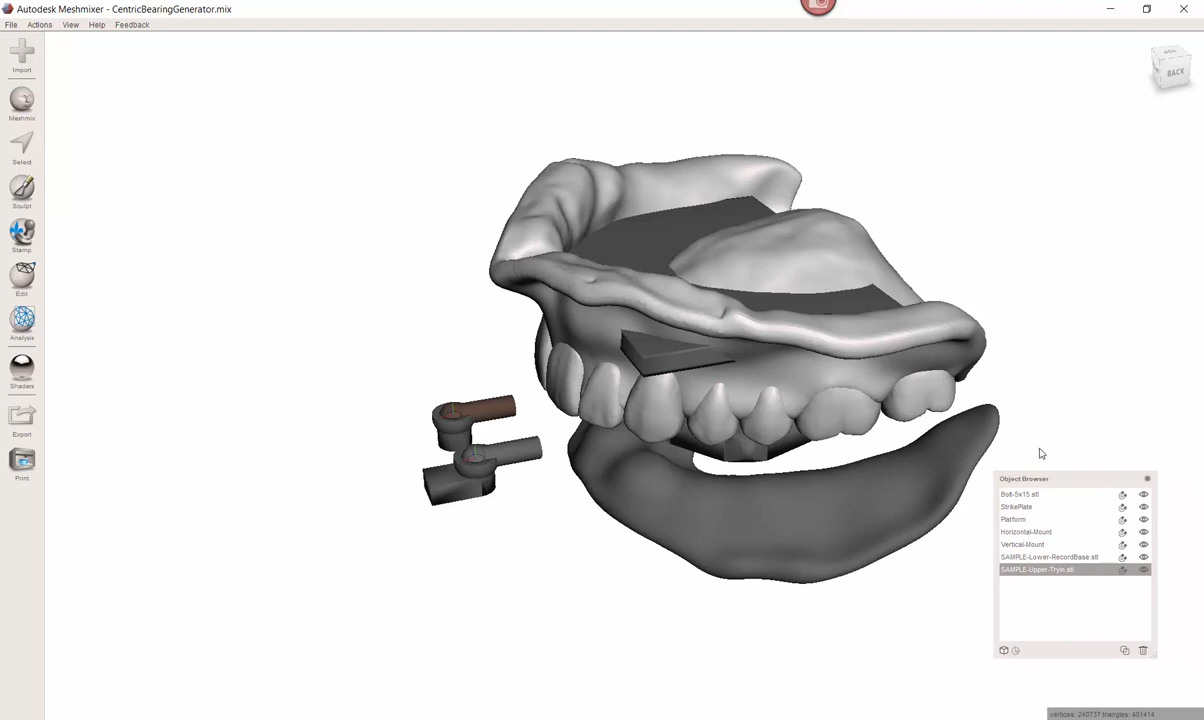 Autodesk Meshmixer - CentricBearingGenerator.mix
File Actions View Help Feedback
Import
Meshmix
Select
Sculpt
Stamp
Edit
Analysis
Shaders
Export
Print
BACK
Object Browser
Bolt-5x15.stl
StrikePlate
Platform
Horizontal-Mount
Vertical-Mount
SAMPLE-Lower-RecordBase.stl
SAMPLE-Upper-Tryin.stl
vertices: 240737 triangles: 481414